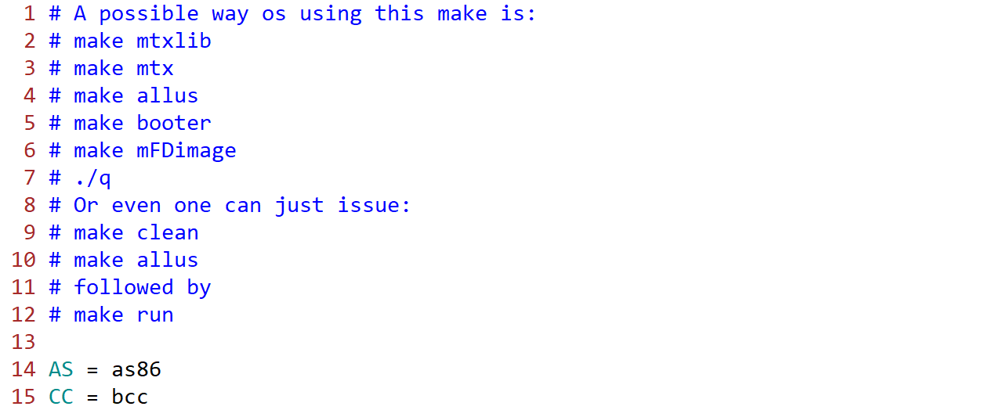 1 # A possible way os using this make is:
2 # make mtxlib
3 # make mtx
4 # make allus
5 # make booter
6 # make mFDimage
7 # ./q
8 # Or even one can just issue:
9 # make clean
10 # make allus
11 # followed by
12 # make run
13
14 AS = as86
15 CC = bcc